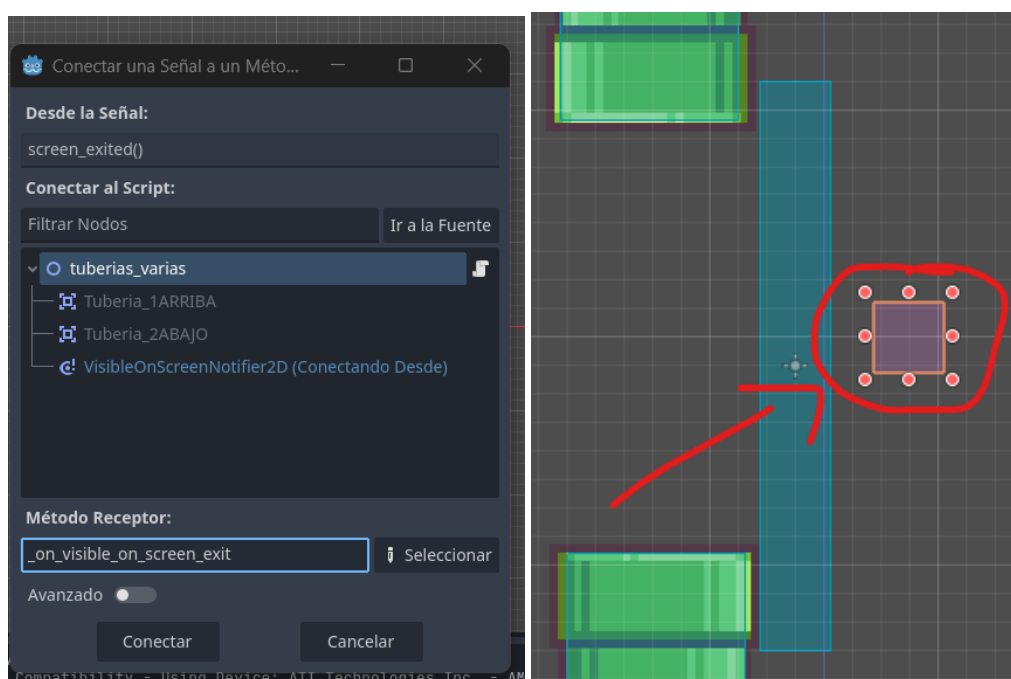 Conectar una Señal a un Méto...
Desde la Señal:
screen_exited()
Conectar al Script:
Filtrar Nodos
Ir a la Fuente
tuberias_varias
Tuberia_1ARRIBA
Tuberia_2ABAJO
VisibleOnScreenNotifier2D (Conectando Desde)
Método Receptor:
_on_visible_on_screen_exit
Seleccionar
Avanzado
Conectar
Cancelar
Compatibility - Using Device: ATI Technologies Inc. - AM